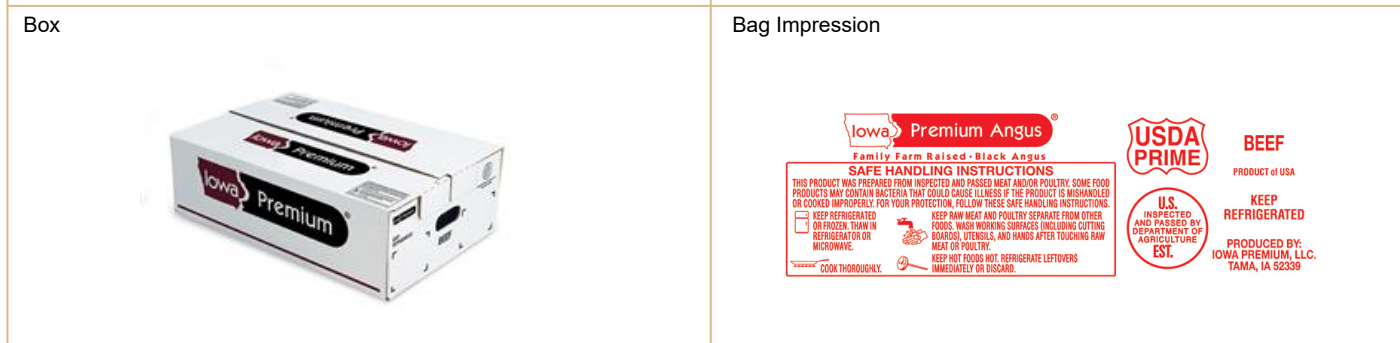 Box
Bag Impression
Iowa
Premium
Iowa
Premium
Iowa
Premium
BEEF
Iowa Premium Angus®
Family Farm Raised • Black Angus
SAFE HANDLING INSTRUCTIONS
THIS PRODUCT WAS PREPARED FROM INSPECTED AND PASSED MEAT AND/OR POULTRY. SOME FOOD
PRODUCTS MAY CONTAIN BACTERIA THAT COULD CAUSE ILLNESS IF THE PRODUCT IS MISHANDLED
OR COOKED IMPROPERLY. FOR YOUR PROTECTION, FOLLOW THESE SAFE HANDLING INSTRUCTIONS.
KEEP REFRIGERATED
OR FROZEN. THAW IN
REFRIGERATOR OR
MICROWAVE.
KEEP RAW MEAT AND POULTRY SEPARATE FROM OTHER
FOODS. WASH WORKING SURFACES (INCLUDING CUTTING
BOARDS), UTENSILS, AND HANDS AFTER TOUCHING RAW
MEAT OR POULTRY.
COOK THOROUGHLY.
KEEP HOT FOODS HOT. REFRIGERATE LEFTOVERS
IMMEDIATELY OR DISCARD.
USDA
PRIME
BEEF
PRODUCT of USA
U.S.
INSPECTED
AND PASSED BY
DEPARTMENT OF
AGRICULTURE
EST.
KEEP
REFRIGERATED
PRODUCED BY:
IOWA PREMIUM, LLC.
TAMA, IA 52339